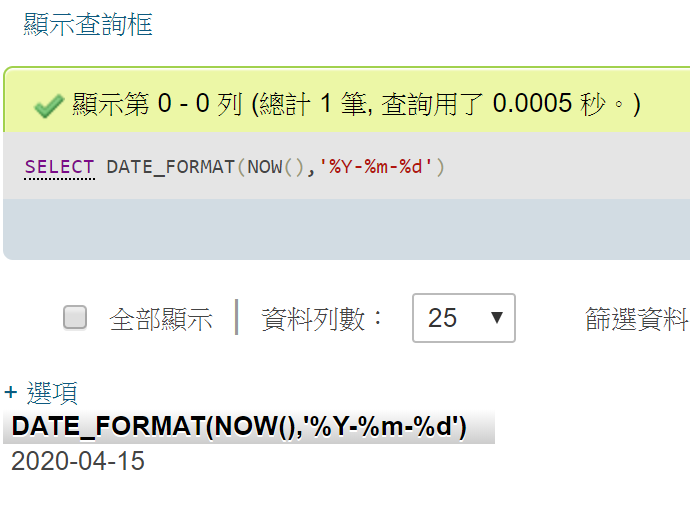 顯示查詢框
顯示第 0 - 0 列 (總計 1 筆, 查詢用了 0.0005 秒。)
SELECT DATE_FORMAT(NOW(),'%Y-%m-%d')
全部顯示 資料列數： 25 篩選資料
+ 選項
DATE_FORMAT(NOW(),'%Y-%m-%d')
2020-04-15